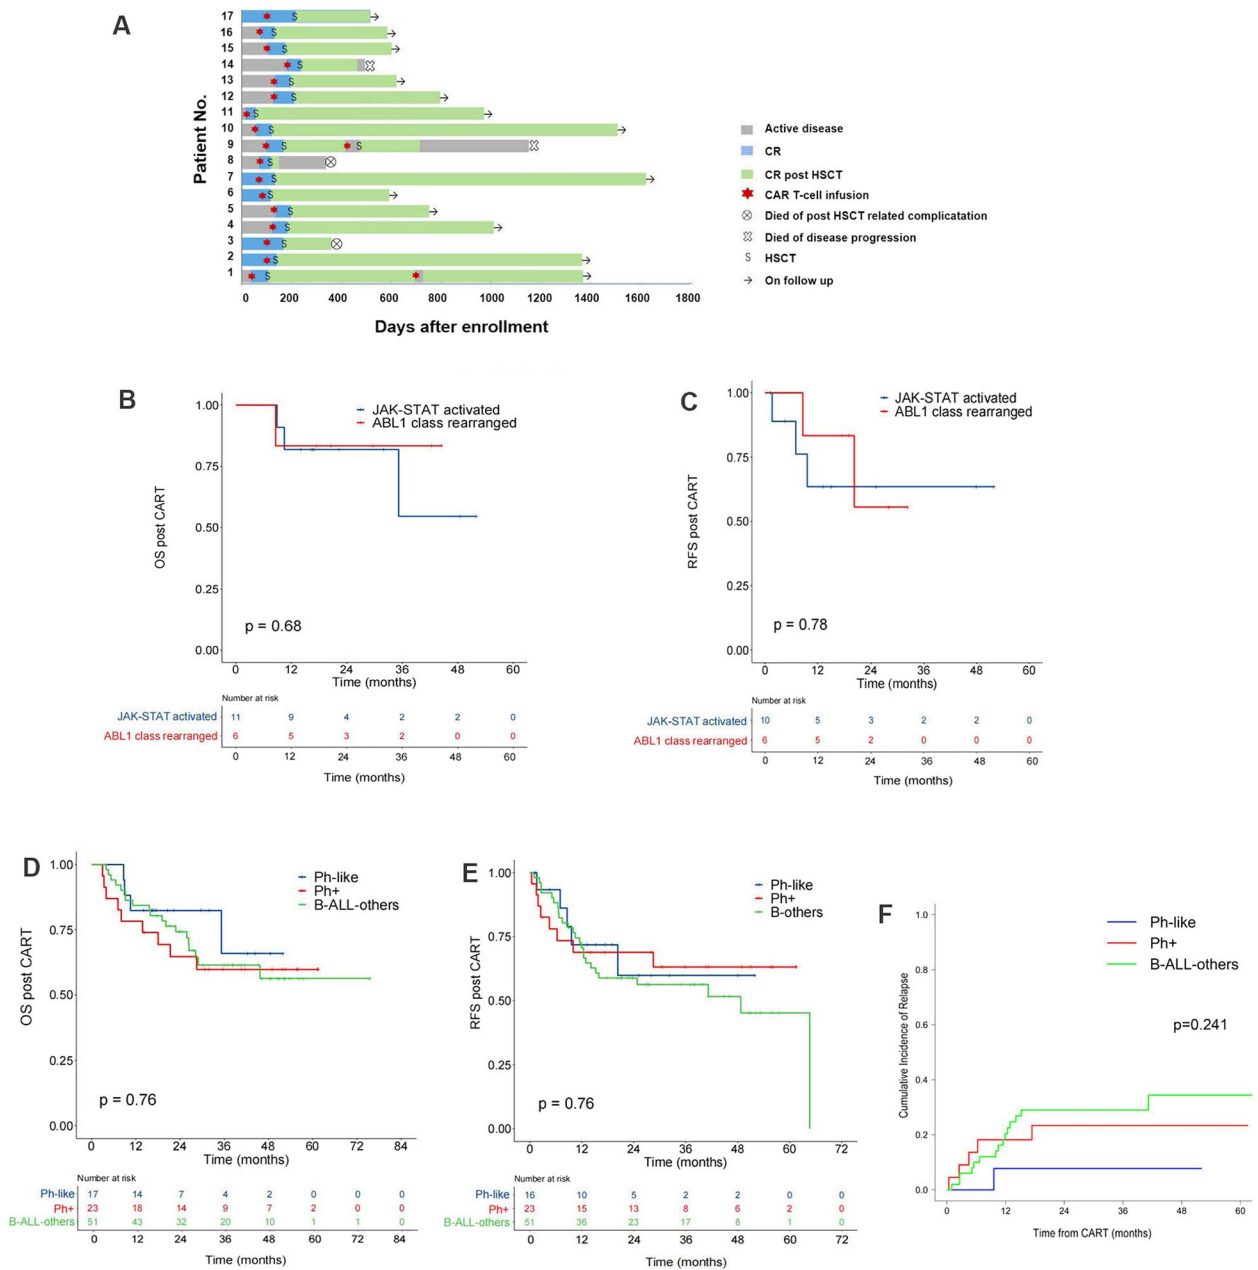 A
Patient No.
17
16
15
14
13
12
11
10
9
8
7
6
5
4
3
2
1
S
S
S
S
S
S
S
S
S S
S
S
S
S
S
S
S
S
0 200 400 600 800 1000 1200 1400 1600 1800
Days after enrollment
Active disease
CR
CR post HSCT
CAR T-cell infusion
Died of post HSCT related complicatation
Died of disease progression
S HSCT
On follow up
B
OS post CART
1.00
0.75
0.50
0.25
0.00
JAK-STAT activated
ABL1 class rearranged
p = 0.68
0 12 24 36 48 60
Time (months)
Number at risk
JAK-STAT activated 11 9 4 2 2 0
ABL1 class rearranged 6 5 3 2 0 0
0 12 24 36 48 60
Time (months)
C
RFS post CART
1.00
0.75
0.50
0.25
0.00
JAK-STAT activated
ABL1 class rearranged
p = 0.78
0 12 24 36 48 60
Time (months)
Number at risk
JAK-STAT activated 10 5 3 2 2 0
ABL1 class rearranged 6 5 2 0 0 0
0 12 24 36 48 60
Time (months)
D
OS post CART
1.00
0.75
0.50
0.25
0.00
Ph-like
Ph+
B-ALL-others
p = 0.76
0 12 24 36 48 60 72 84
Time (months)
Number at risk
Ph-like 17 14 7 4 2 0 0 0
Ph+ 23 18 14 9 7 2 0 0
B-ALL-others 51 43 32 20 10 1 1 0
0 12 24 36 48 60 72 84
Time (months)
E
RFS post CART
1.00
0.75
0.50
0.25
0.00
Ph-like
Ph+
B-others
p = 0.76
0 12 24 36 48 60 72
Time (months)
Number at risk
Ph-like 16 10 5 2 2 0 0
Ph+ 23 15 13 8 6 2 0
B-ALL-others 51 36 23 17 8 1 0
0 12 24 36 48 60 72
Time (months)
F
Cumulative Incidence of Relapse
1.0
0.8
0.6
0.4
0.2
0.0
Ph-like
Ph+
B-ALL-others
p=0.241
0 12 24 36 48 60
Time from CART (months)